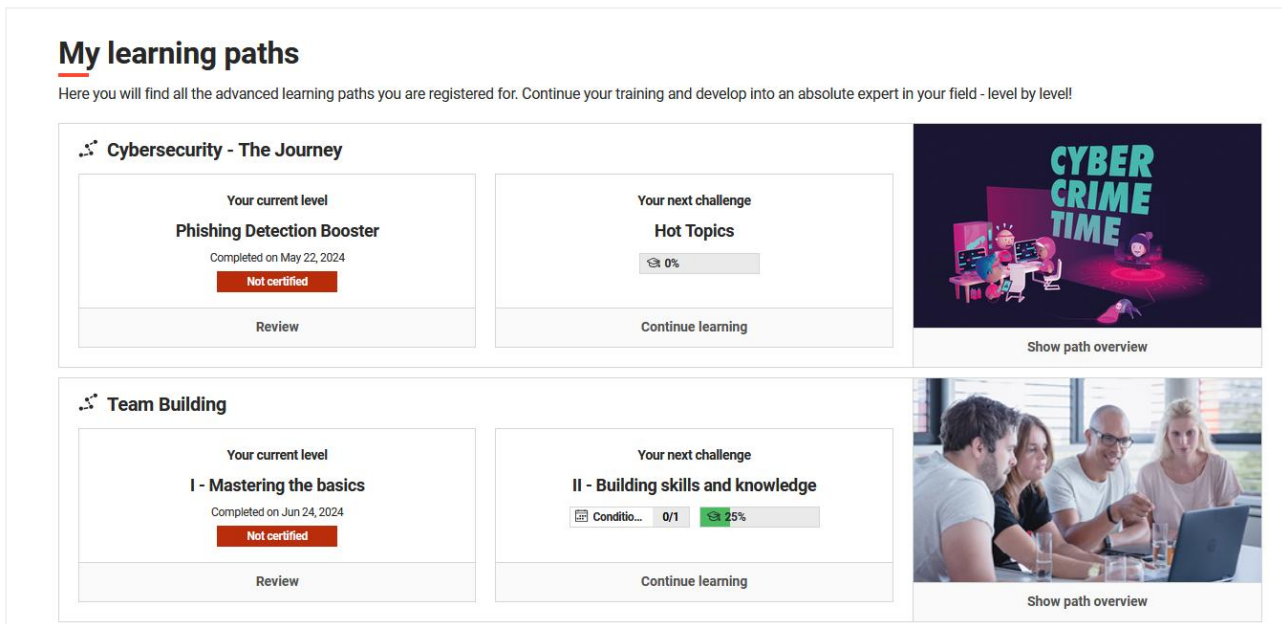 My learning paths
Here you will find all the advanced learning paths you are registered for. Continue your training and develop into an absolute expert in your field - level by level!
Cybersecurity - The Journey
Your current level
Phishing Detection Booster
Completed on May 22, 2024
Not certified
Review
Your next challenge
Hot Topics
0%
Continue learning
CYBER
CRIME
TIME
Show path overview
Team Building
Your current level
I - Mastering the basics
Completed on Jun 24, 2024
Not certified
Review
Your next challenge
II - Building skills and knowledge
Conditio... 0/1 25%
Continue learning
Show path overview